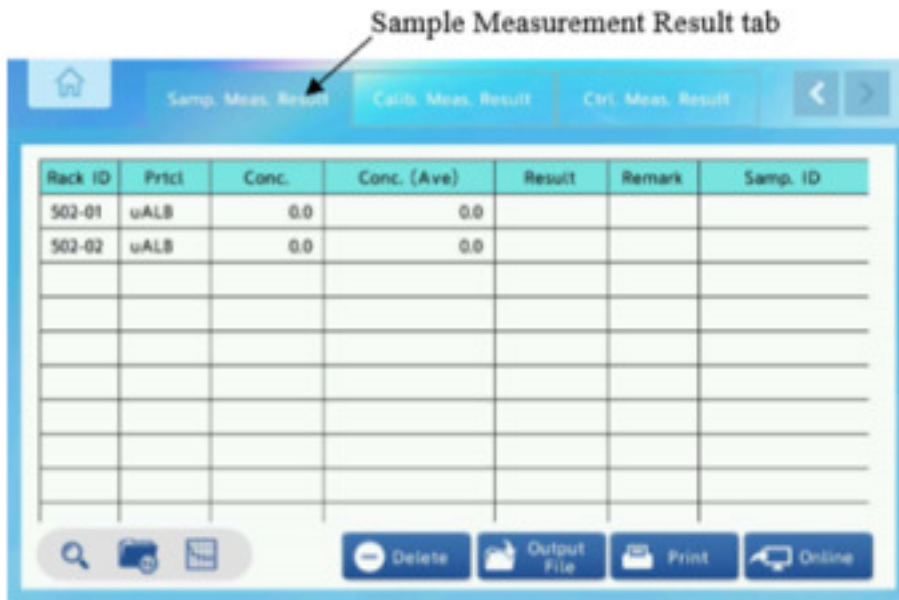 Sample Measurement Result tab
Samp. Meas. Result Calib. Meas. Result Ctrl. Meas. Result
Rack ID Prtcl Conc. Conc. (Ave) Result Remark Samp. ID
502-01 uALB 0.0 0.0
502-02 uALB 0.0 0.0
Delete Output File Print Online